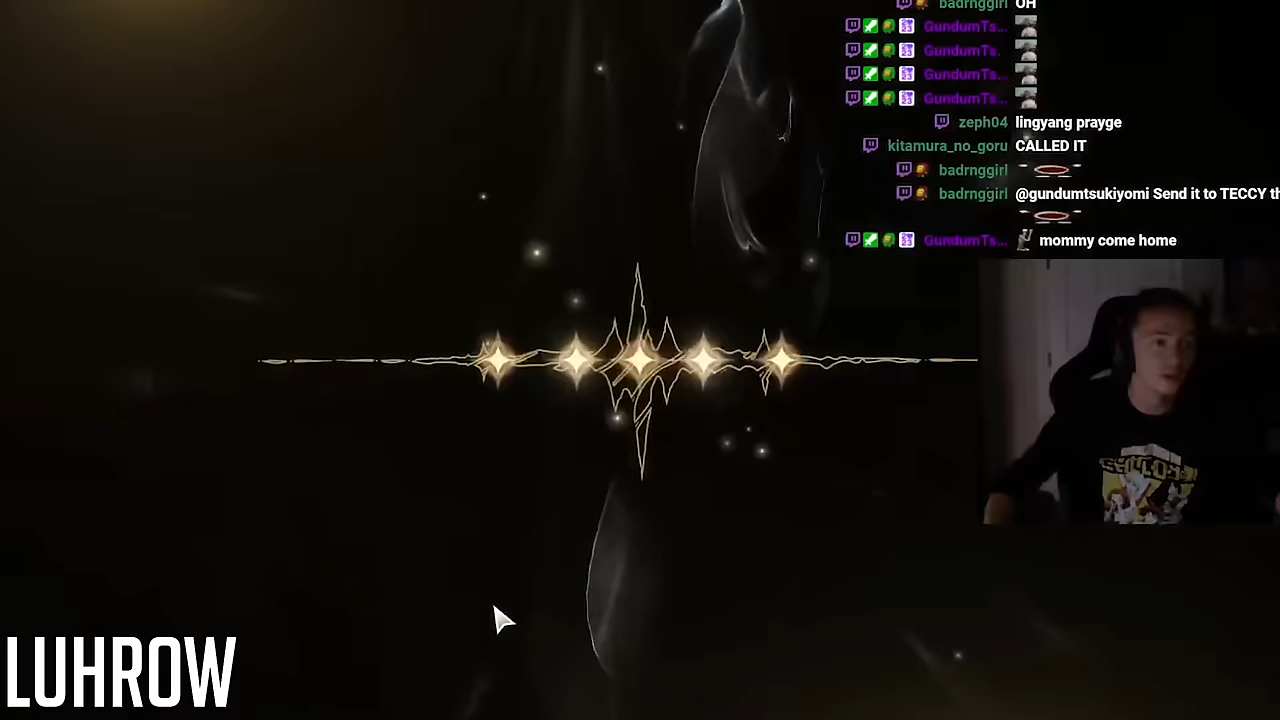 badrnggirl OH
GundumTs...
GundumTs.
GundumTs...
GundumTs...
zeph04 lingyang prayge
kitamura_no_goru CALLED IT
badrnggirl
badrnggirl @gundumtsukiyomi Send it to TECCY th
GundumTs... mommy come home
LUHROW